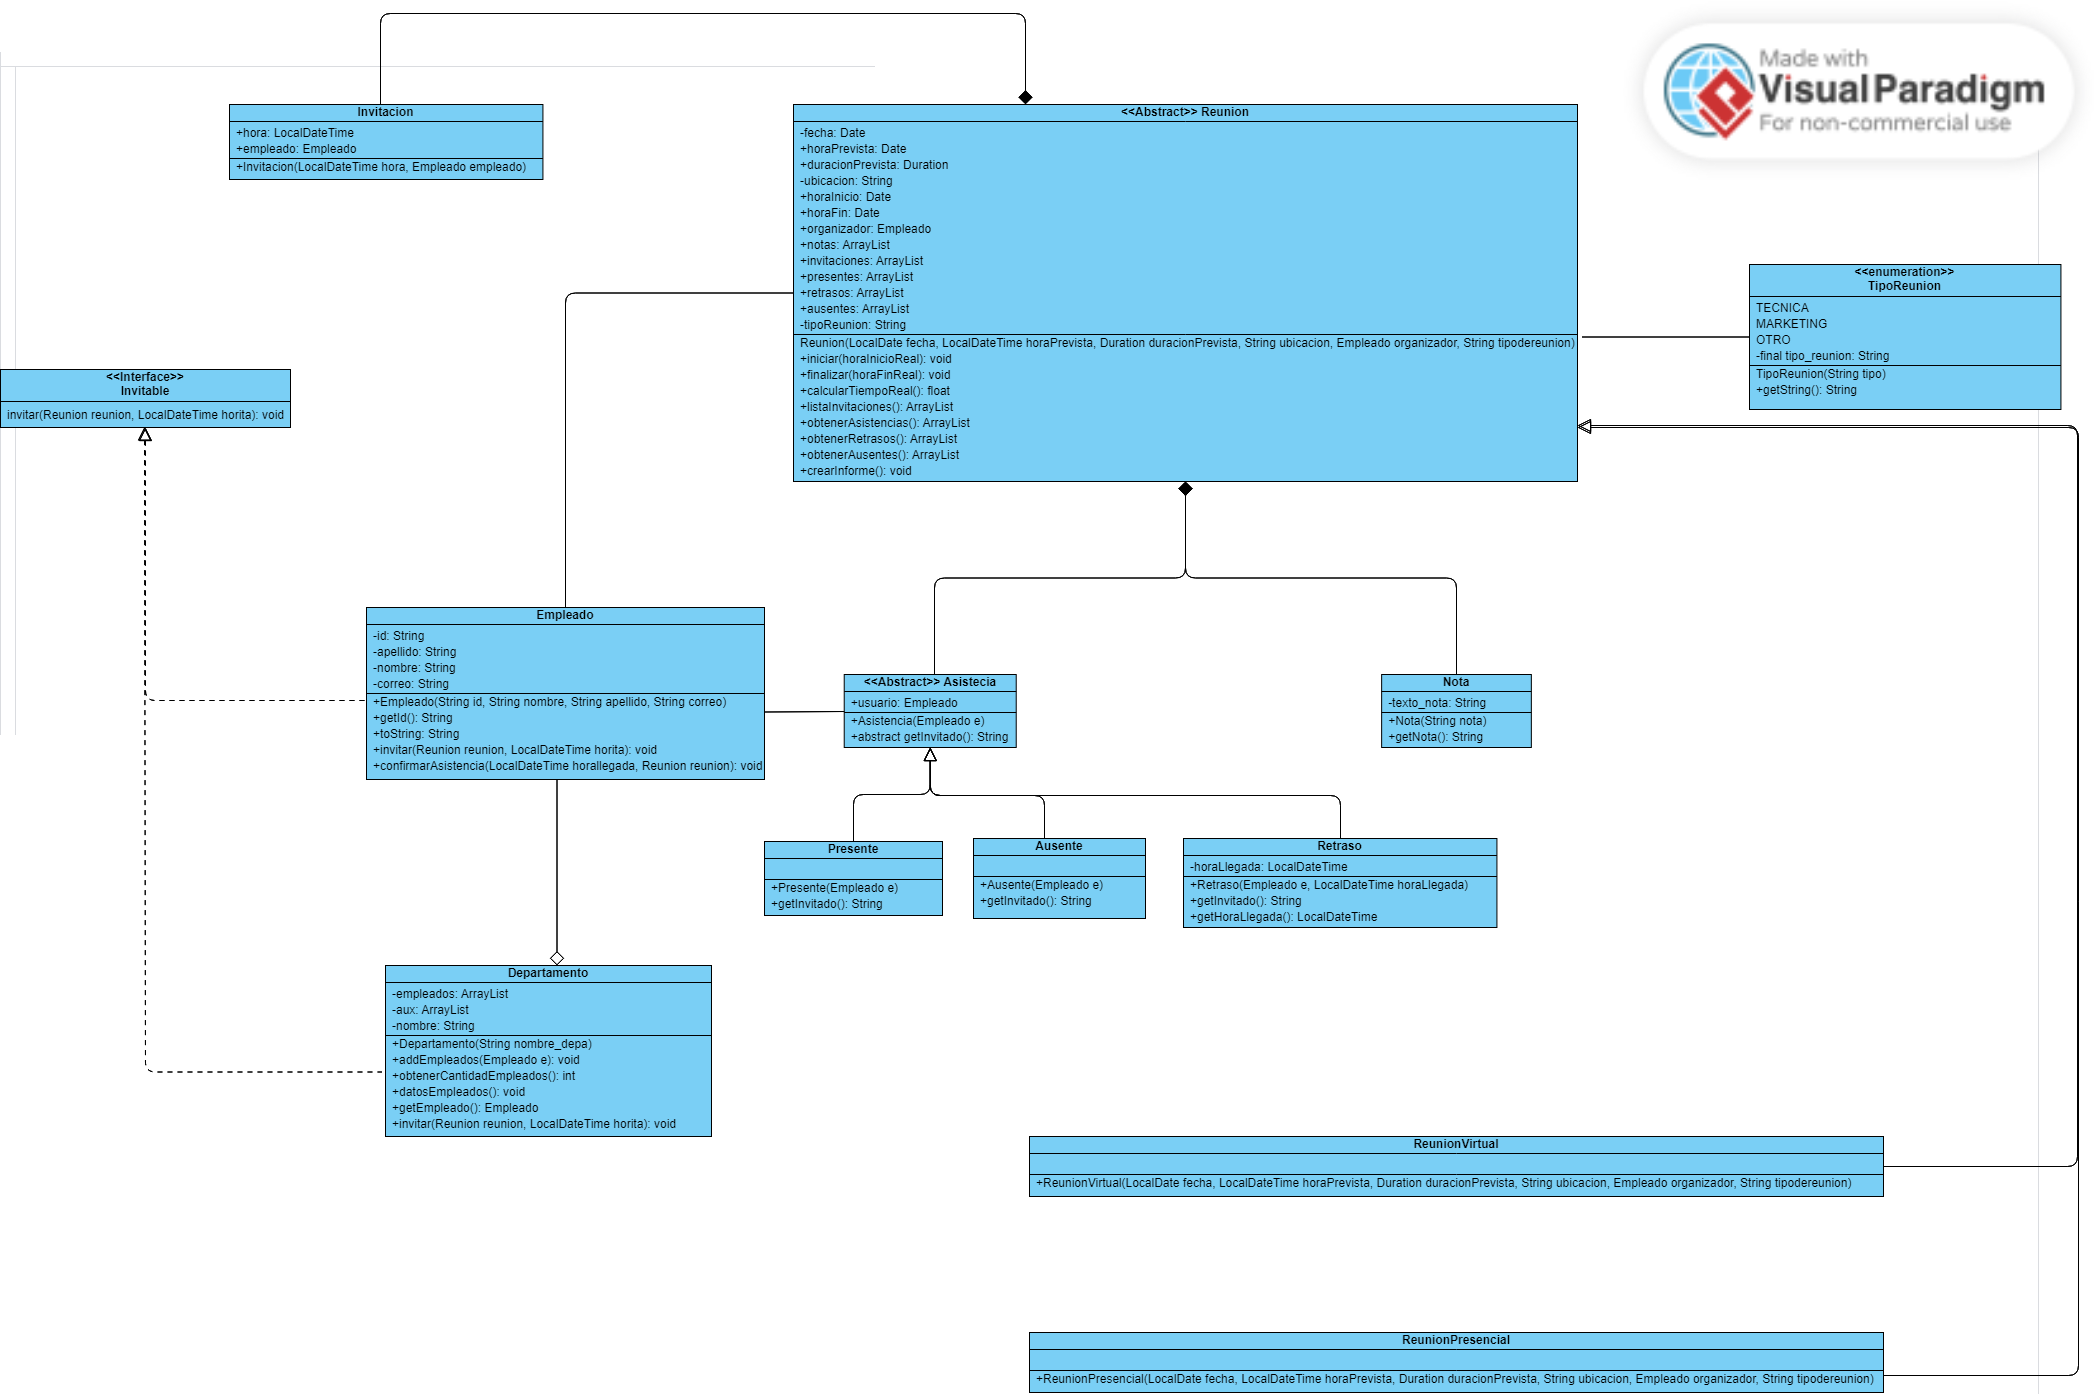 Made with
Visual Paradigm
For non-commercial use
Invitacion
+hora: LocalDateTime
+empleado: Empleado
+Invitacion(LocalDateTime hora, Empleado empleado)
<<Abstract>> Reunion
-fecha: Date
+horaPrevista: Date
+duracionPrevista: Duration
-ubicacion: String
+horaInicio: Date
+horaFin: Date
+organizador: Empleado
+notas: ArrayList
+invitaciones: ArrayList
+presentes: ArrayList
+retrasos: ArrayList
+ausentes: ArrayList
-tipoReunion: String
Reunion(LocalDate fecha, LocalDateTime horaPrevista, Duration duracionPrevista, String ubicacion, Empleado organizador, String tipodereunion)
+iniciar(horaInicioReal): void
+finalizar(horaFinReal): void
+calcularTiempoReal(): float
+listaInvitaciones(): ArrayList
+obtenerAsistencias(): ArrayList
+obtenerRetrasos(): ArrayList
+obtenerAusentes(): ArrayList
+crearInforme(): void
<<enumeration>>
TipoReunion
TECNICA
MARKETING
OTRO
-final tipo_reunion: String
TipoReunion(String tipo)
+getString(): String
<<Interface>>
Invitable
invitar(Reunion reunion, LocalDateTime horita): void
Empleado
-id: String
-apellido: String
-nombre: String
-correo: String
+Empleado(String id, String nombre, String apellido, String correo)
+getId(): String
+toString: String
+invitar(Reunion reunion, LocalDateTime horita): void
+confirmarAsistencia(LocalDateTime horallegada, Reunion reunion): void
<<Abstract>> Asistecia
+usuario: Empleado
+Asistencia(Empleado e)
+abstract getInvitado(): String
Nota
-texto_nota: String
+Nota(String nota)
+getNota(): String
Presente
+Presente(Empleado e)
+getInvitado(): String
Ausente
+Ausente(Empleado e)
+getInvitado(): String
Retraso
-horaLlegada: LocalDateTime
+Retraso(Empleado e, LocalDateTime horaLlegada)
+getInvitado(): String
+getHoraLlegada(): LocalDateTime
Departamento
-empleados: ArrayList
-aux: ArrayList
-nombre: String
+Departamento(String nombre_depa)
+addEmpleados(Empleado e): void
+obtenerCantidadEmpleados(): int
+datosEmpleados(): void
+getEmpleado(): Empleado
+invitar(Reunion reunion, LocalDateTime horita): void
ReunionVirtual
+ReunionVirtual(LocalDate fecha, LocalDateTime horaPrevista, Duration duracionPrevista, String ubicacion, Empleado organizador, String tipodereunion)
ReunionPresencial
+ReunionPresencial(LocalDate fecha, LocalDateTime horaPrevista, Duration duracionPrevista, String ubicacion, Empleado organizador, String tipodereunion)